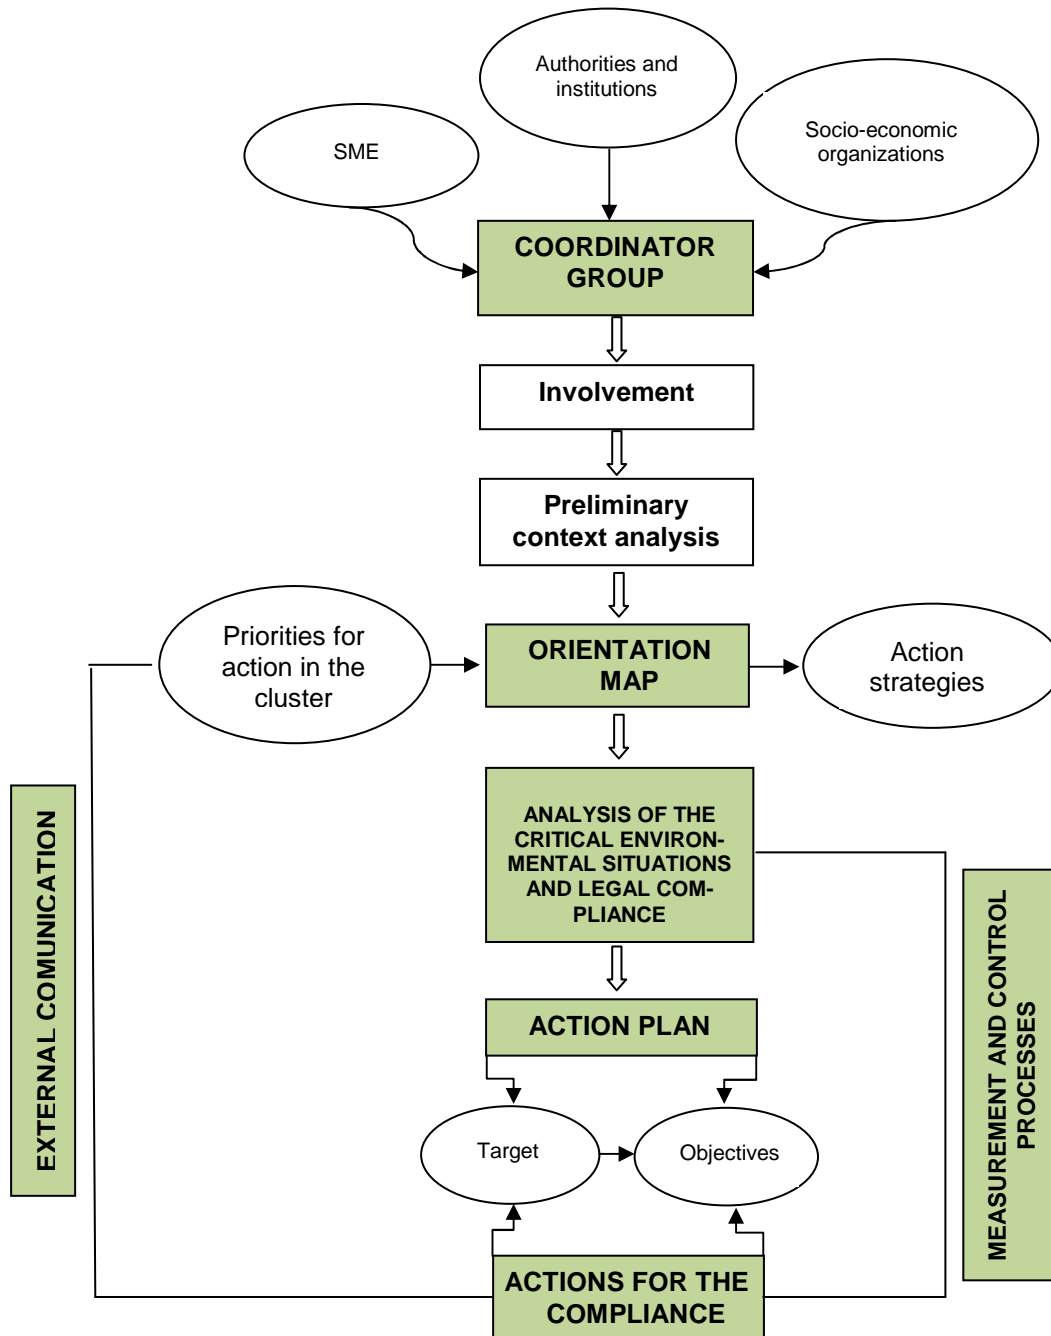 Authorities and
institutions
SME
Socio-economic
organizations
COORDINATOR
GROUP
Involvement
Preliminary
context analysis
Priorities for
action in the
cluster
ORIENTATION
MAP
Action
strategies
ANALYSIS OF THE
CRITICAL ENVIRON-
MENTAL SITUATIONS
AND LEGAL COM-
PLIANCE
EXTERNAL COMUNICATION
MEASUREMENT AND CONTROL
PROCESSES
ACTION PLAN
Target
Objectives
ACTIONS FOR THE
COMPLIANCE